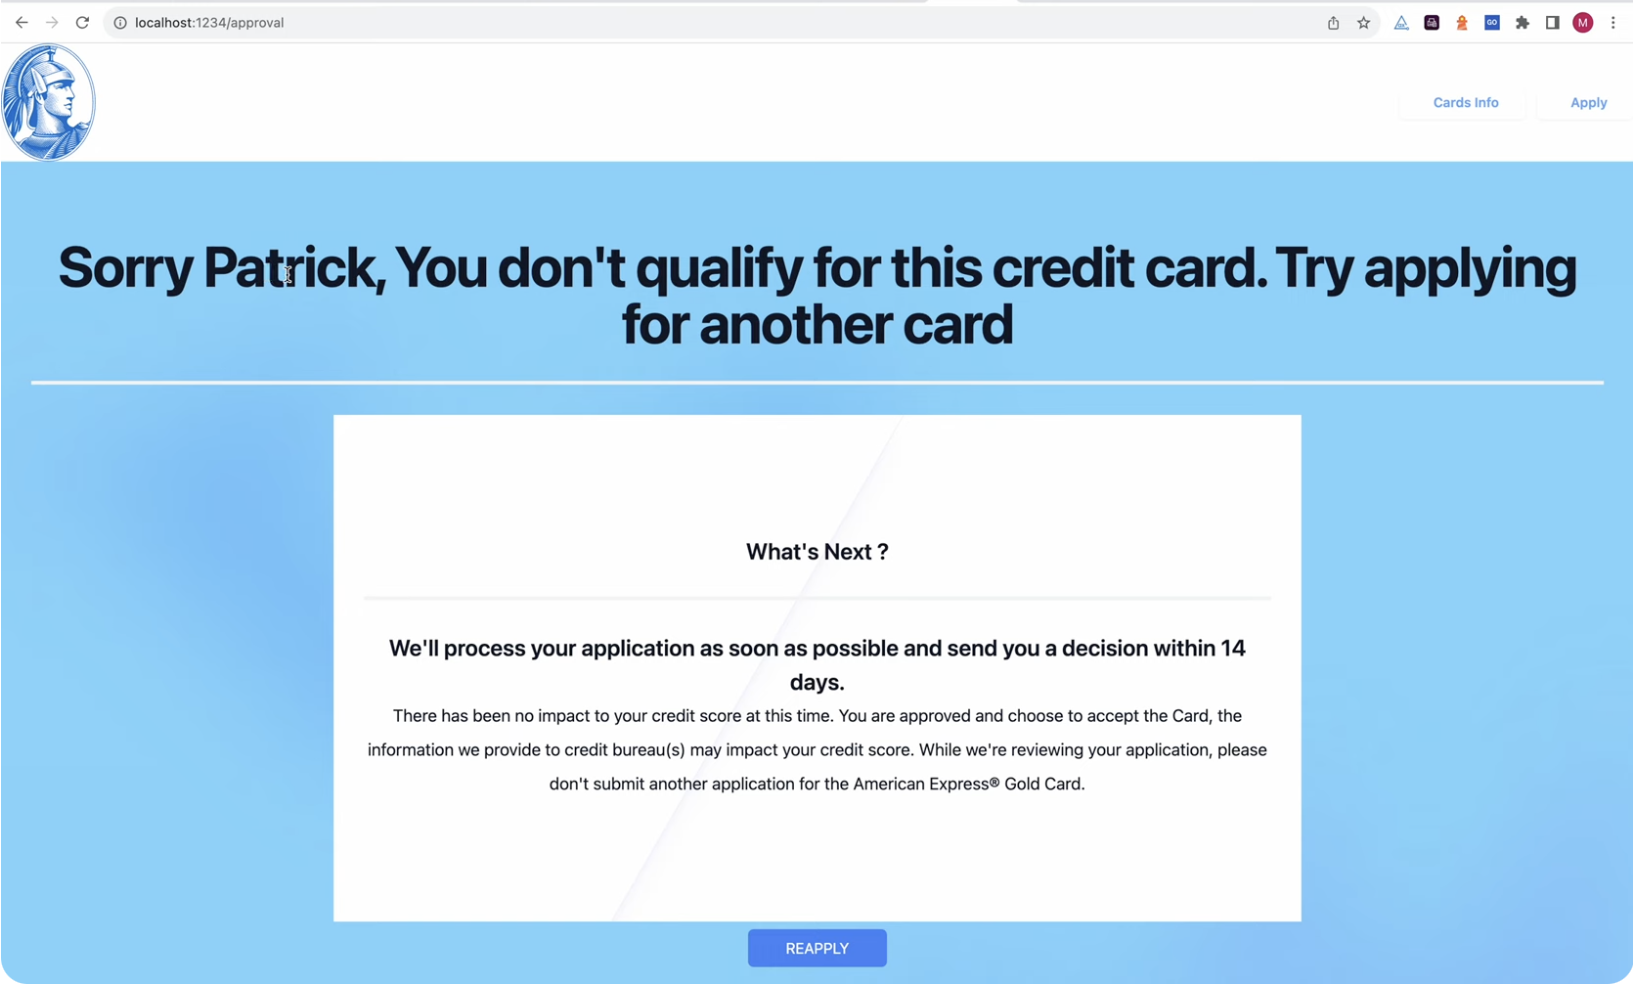 localhost:1234/approval
GO
M
Cards Info
Apply
Sorry Patrick, You don't qualify for this credit card. Try applying
for another card
What's Next ?
We'll process your application as soon as possible and send you a decision within 14
days.
There has been no impact to your credit score at this time. You are approved and choose to accept the Card, the
information we provide to credit bureau(s) may impact your credit score. While we're reviewing your application, please
don't submit another application for the American Express® Gold Card.
REAPPLY